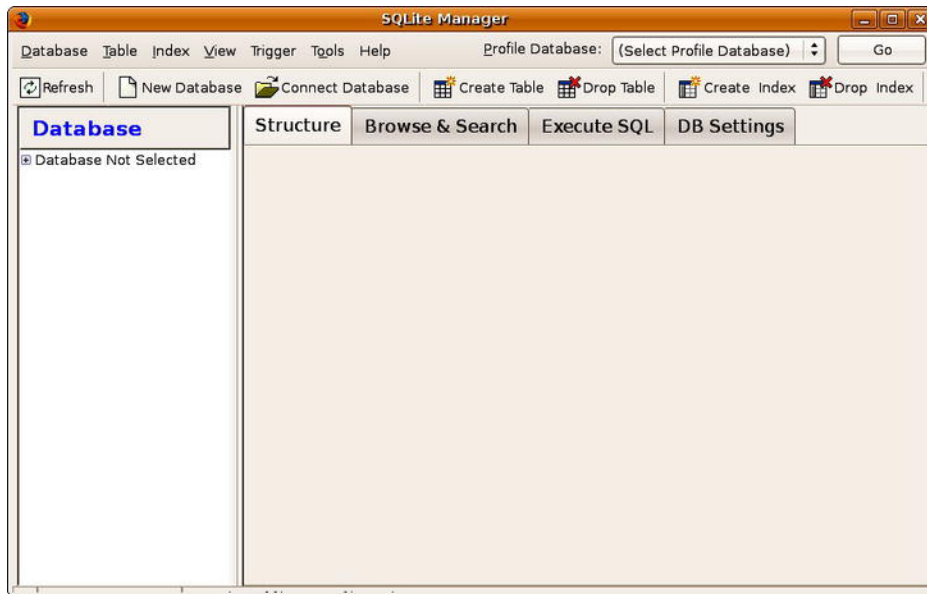 SQLite Manager
Database Table Index View Trigger Tools Help Profile Database: (Select Profile Database) Go
Refresh New Database Connect Database Create Table Drop Table Create Index Drop Index
Database
Structure Browse & Search Execute SQL DB Settings
Database Not Selected